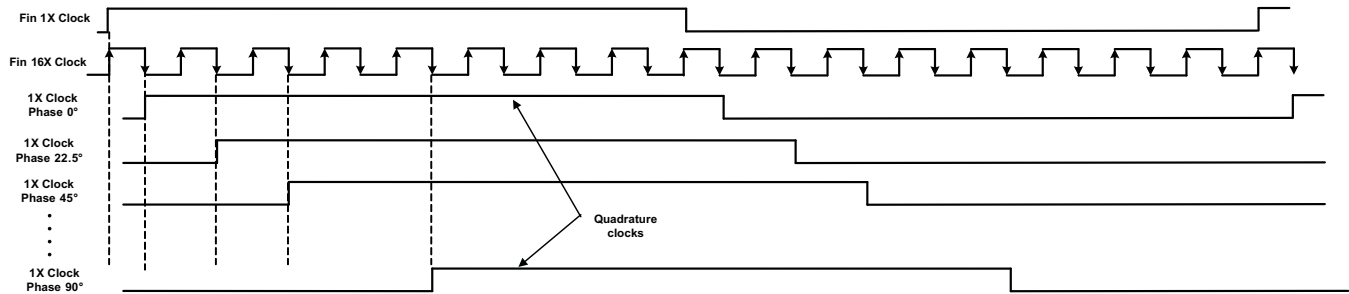 Fin 1X Clock
Fin 16X Clock
1X Clock
Phase 0°
1X Clock
Phase 22.5°
1X Clock
Phase 45°
Quadrature
clocks
1X Clock
Phase 90°